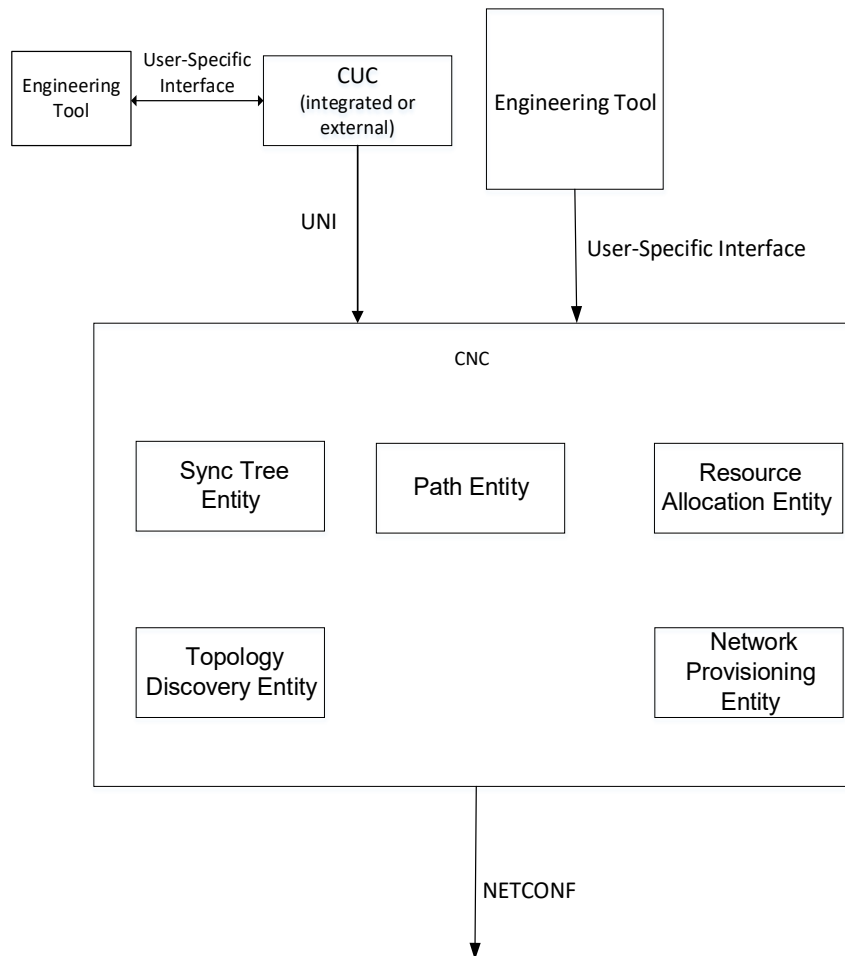 Engineering
Tool
User-Specific
Interface
CUC
(integrated or
external)
Engineering Tool
UNI
User-Specific Interface
CNC
Sync Tree
Entity
Path Entity
Resource
Allocation Entity
Topology
Discovery Entity
Network
Provisioning
Entity
NETCONF